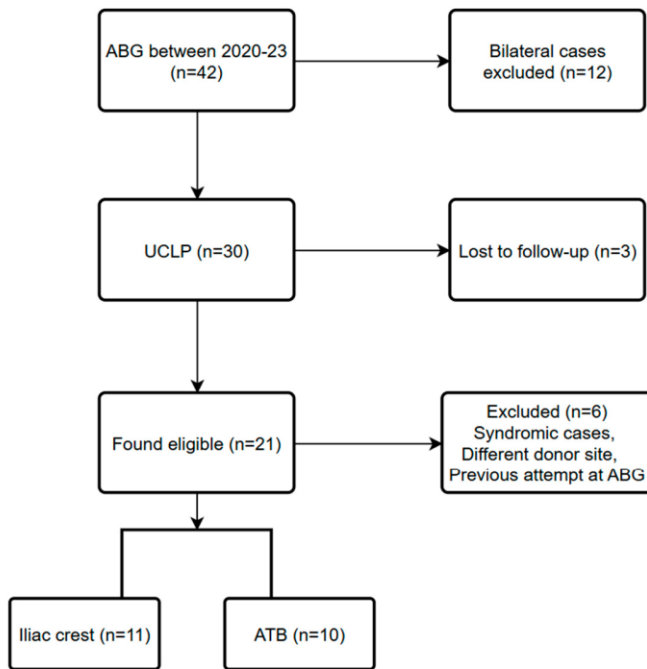 ABG between 2020-23
(n=42)
Bilateral cases
excluded (n=12)
UCLP (n=30)
Lost to follow-up (n=3)
Found eligible (n=21)
Excluded (n=6)
Syndromic cases,
Different donor site,
Previous attempt at ABG
Iliac crest (n=11)
ATB (n=10)